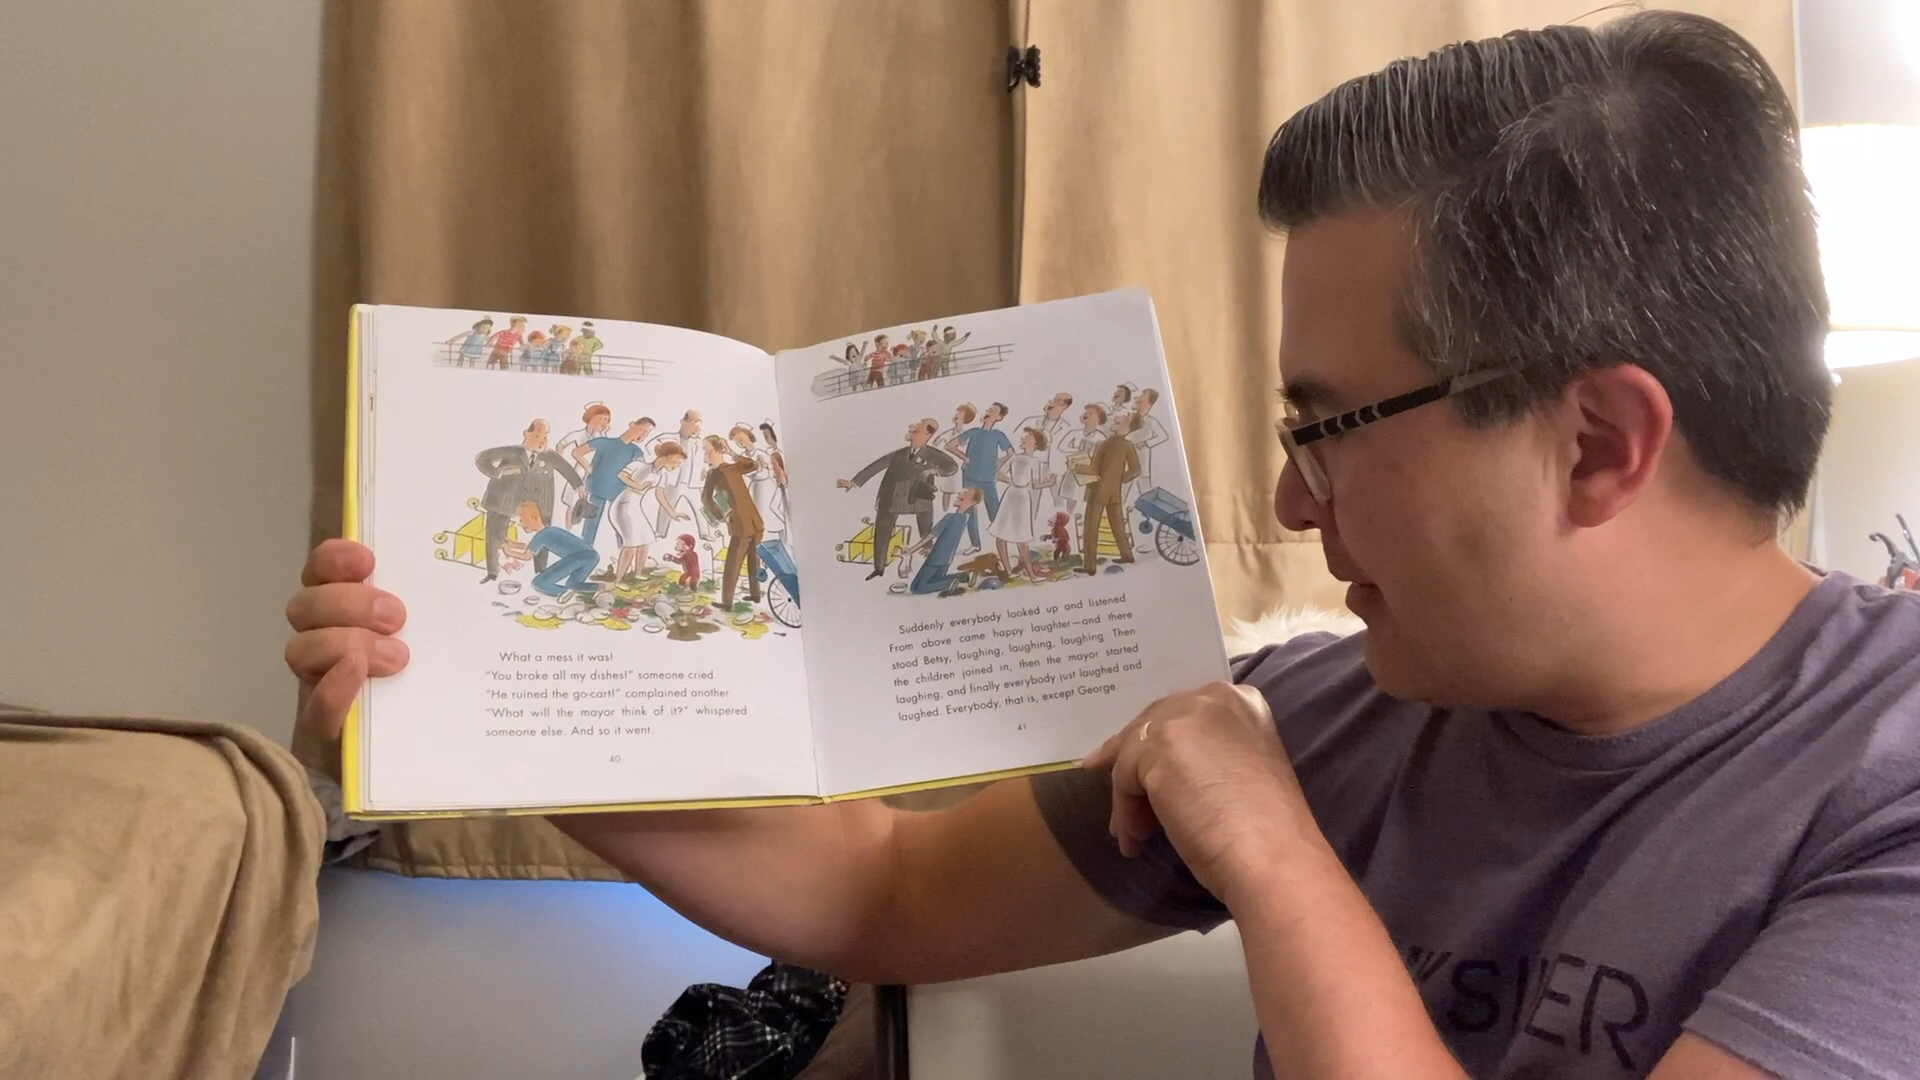 What a mess it was!
"You broke all my dishes!" someone cried.
"He ruined the go-cart!" complained another
"What will the mayor think of it?" whispered
someone else. And so it went.
40
Suddenly everybody looked up and listened.
From above came happy laughter—and there
stood Betsy, laughing, laughing, laughing. Then
the children joined in, then the mayor started
laughing, and finally everybody just laughed and
laughed. Everybody, that is, except George.
41